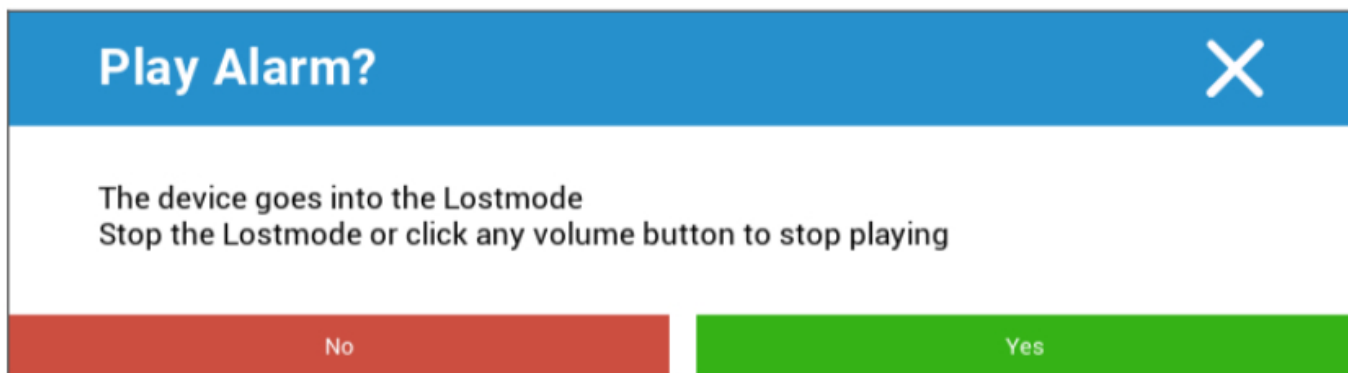 Play Alarm?
The device goes into the Lostmode
Stop the Lostmode or click any volume button to stop playing
No
Yes